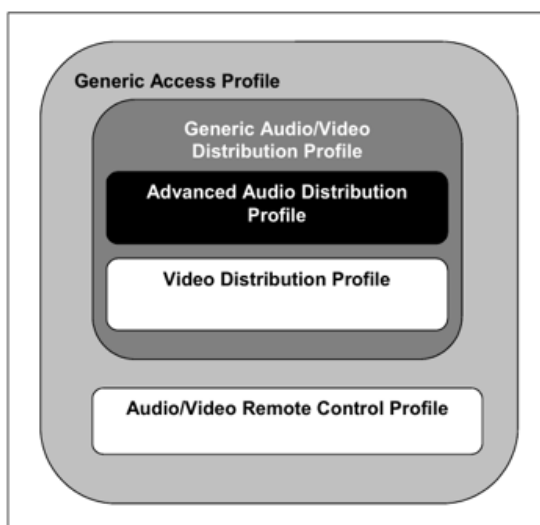 Generic Access Profile
Generic Audio/Video
Distribution Profile
Advanced Audio Distribution
Profile
Video Distribution Profile
Audio/Video Remote Control Profile